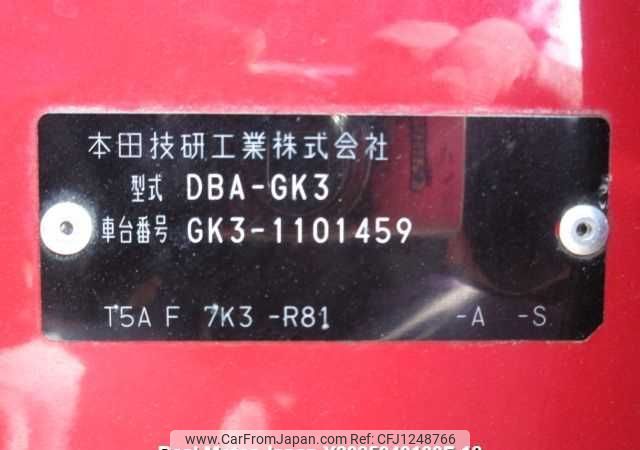 本田技研工業株式会社
型式 DBA-GK3
車台番号 GK3-1101459
T5A F 7K3 -R81 -A -S
www.CarFromJapan.com CFJ1248766